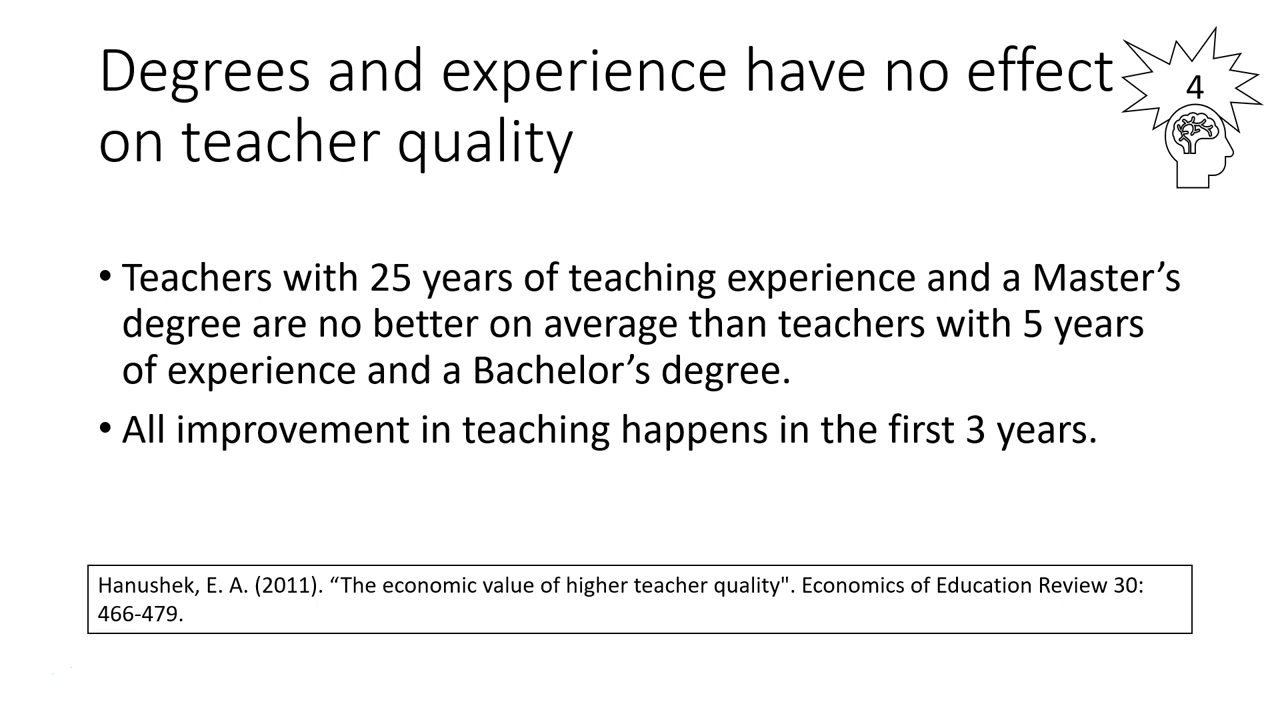 Degrees and experience have no effect
on teacher quality
4
• Teachers with 25 years of teaching experience and a Master’s
degree are no better on average than teachers with 5 years
of experience and a Bachelor’s degree.
• All improvement in teaching happens in the first 3 years.
Hanushek, E. A. (2011). “The economic value of higher teacher quality". Economics of Education Review 30:
466-479.